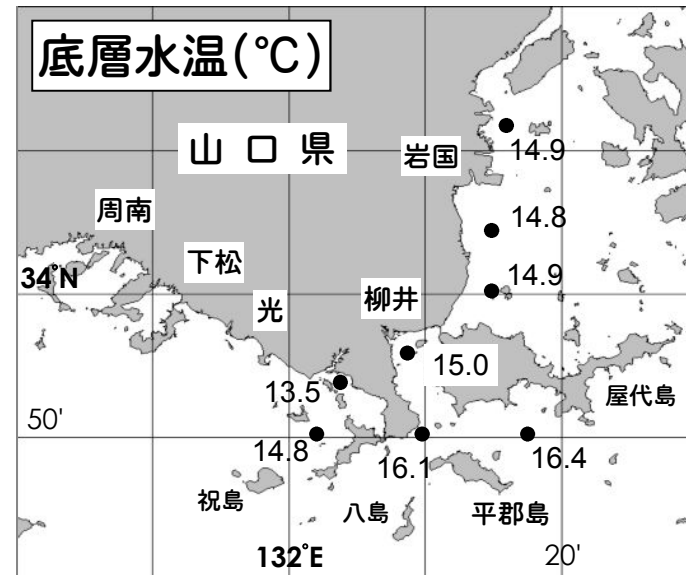 底層水温(℃)
山口県
岩国
14.9
周南
14.8
下松
34°N
14.9
光
柳井
15.0
13.5
屋代島
50'
14.8
16.1
16.4
祝島
八島
平郡島
132°E
20'